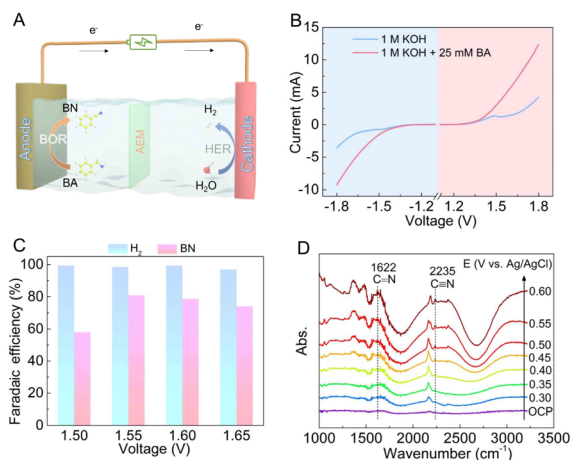 A
e⁻
e⁻
BN
BOR
BA
Anode
AEM
H₂
HER
H₂O
Cathode
B
1 M KOH
1 M KOH + 25 mM BA
Current (mA)
15
10
5
0
-5
-10
-1.8
-1.5
-1.2
1.2
1.5
1.8
Voltage (V)
C
H₂
BN
Faradaic efficiency (%)
100
80
60
40
20
0
1.50
1.55
1.60
1.65
Voltage (V)
D
E (V vs. Ag/AgCl)
1622
C=N
2235
C≡N
0.60
0.55
0.50
0.45
0.40
0.35
0.30
OCP
Abs.
1000
1500
2000
2500
3000
3500
Wavenumber (cm⁻¹)